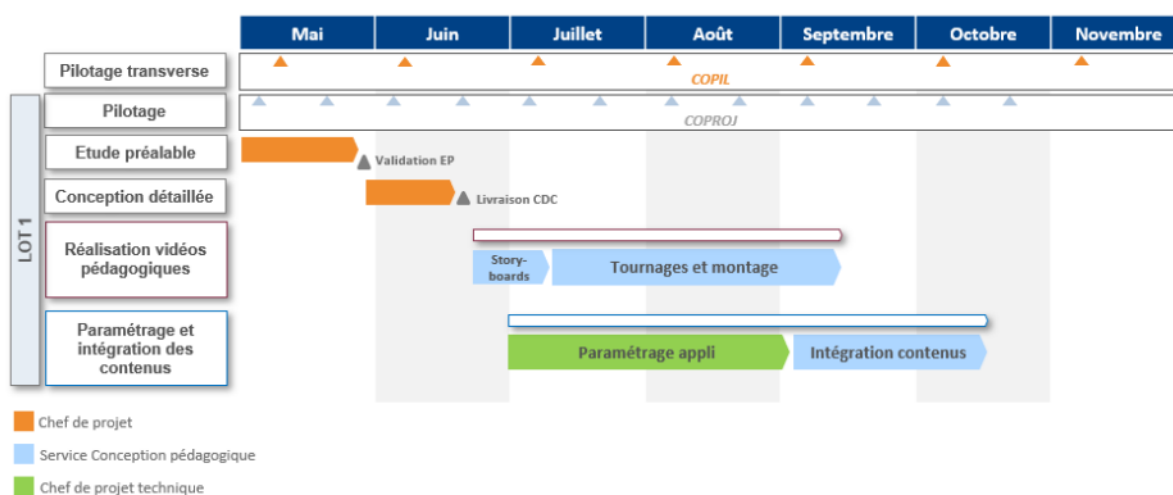 Mai Juin Juillet Août Septembre Octobre Novembre
Pilotage transverse
COPIL
LOT 1
Pilotage
COPROJ
Etude préalable
Validation EP
Conception détaillée
Livraison CDC
Réalisation vidéos
pédagogiques
Story-
boards
Tournages et montage
Paramétrage et
intégration des
contenus
Paramétrage appli
Intégration contenus
Chef de projet
Service Conception pédagogique
Chef de projet technique